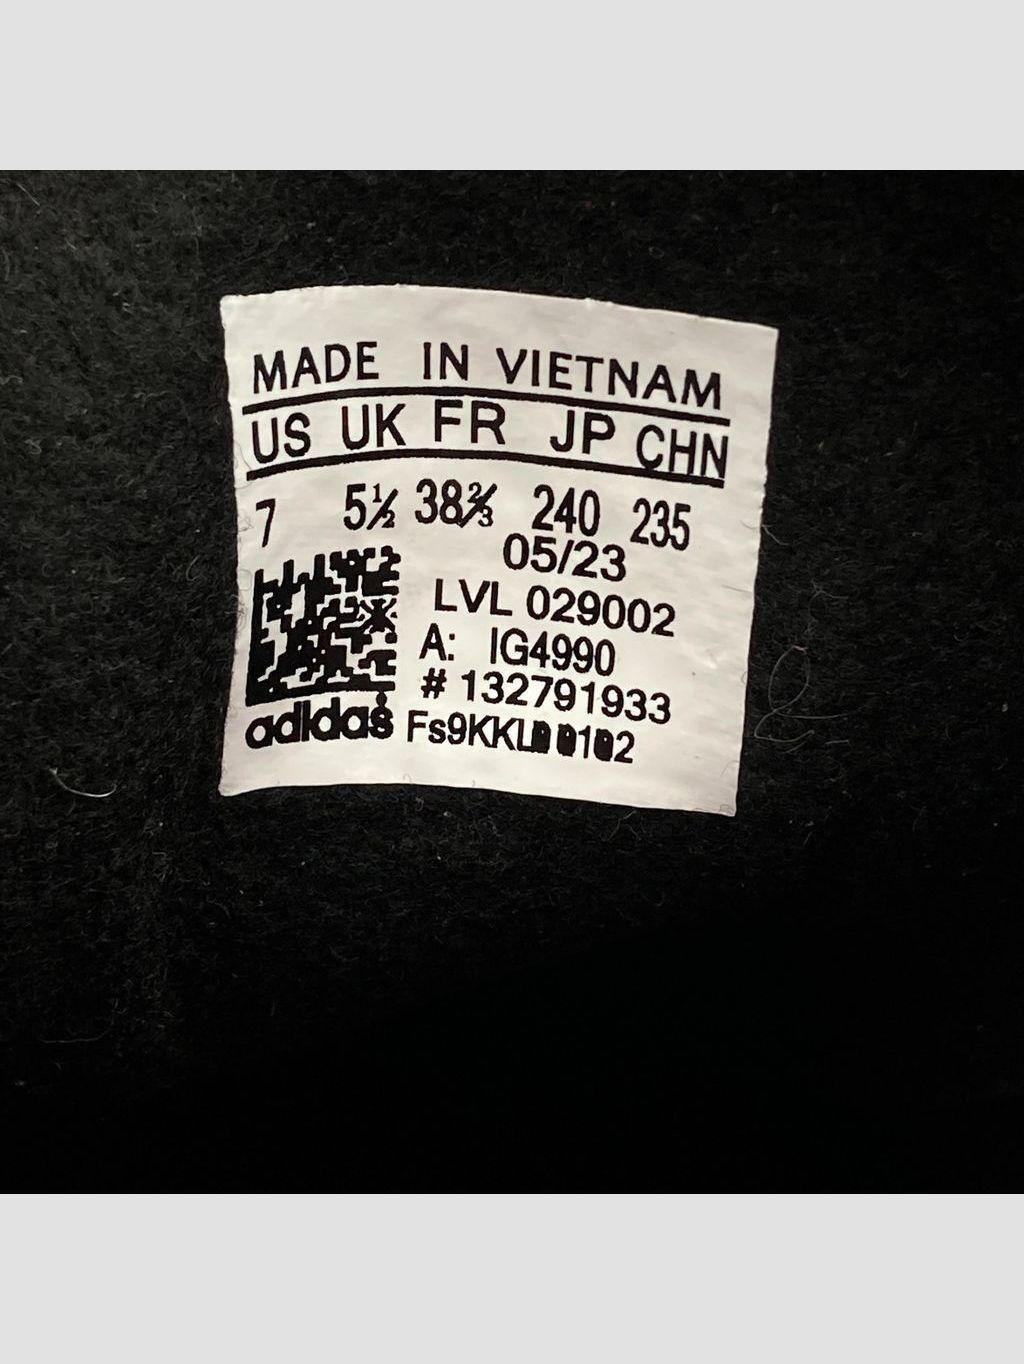 MADE IN VIETNAM
US UK FR JP CHN
7 5½ 38⅔ 240 235
05/23
LVL 029002
A: IG4990
# 132791933
adidas